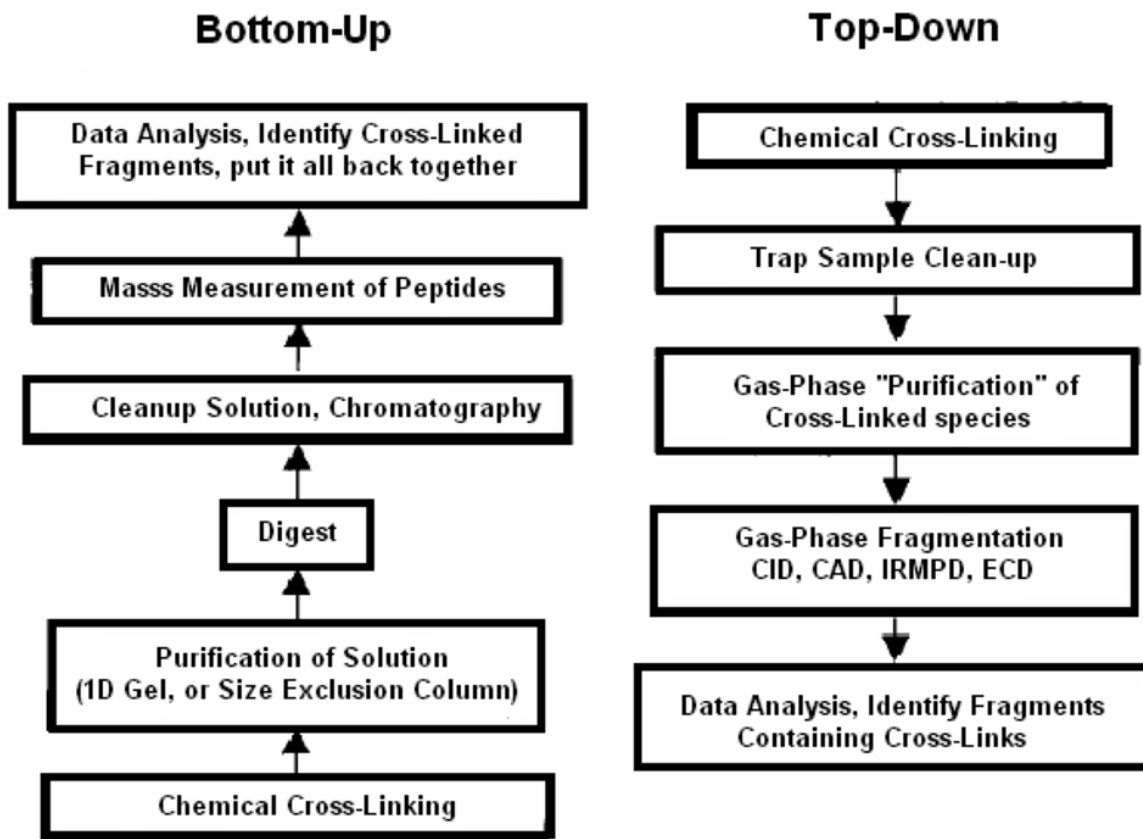 Bottom-Up
Data Analysis, Identify Cross-Linked
Fragments, put it all back together
Masss Measurement of Peptides
Cleanup Solution, Chromatography
Digest
Purification of Solution
(1D Gel, or Size Exclusion Column)
Chemical Cross-Linking
Top-Down
Chemical Cross-Linking
Trap Sample Clean-up
Gas-Phase "Purification" of
Cross-Linked species
Gas-Phase Fragmentation
CID, CAD, IRMPD, ECD
Data Analysis, Identify Fragments
Containing Cross-Links